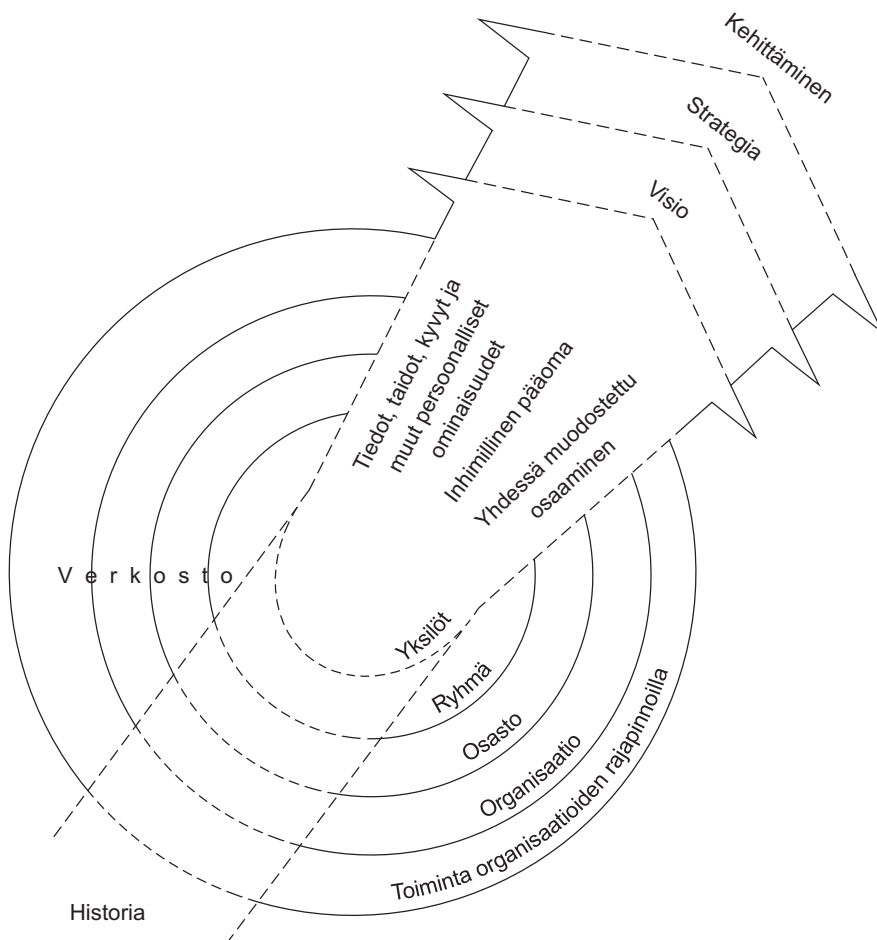 Kehittäminen
Strategia
Visio
Tiedot, taidot, kyvyt ja
muut persoonalliset
ominaisuudet
Inhimillinen pääoma
Yhdessä muodostettu
osaaminen
Verkosto
Yksilöt
Ryhmä
Osasto
Organisaatio
Toiminta organisaatioiden rajapinnoilla
Historia